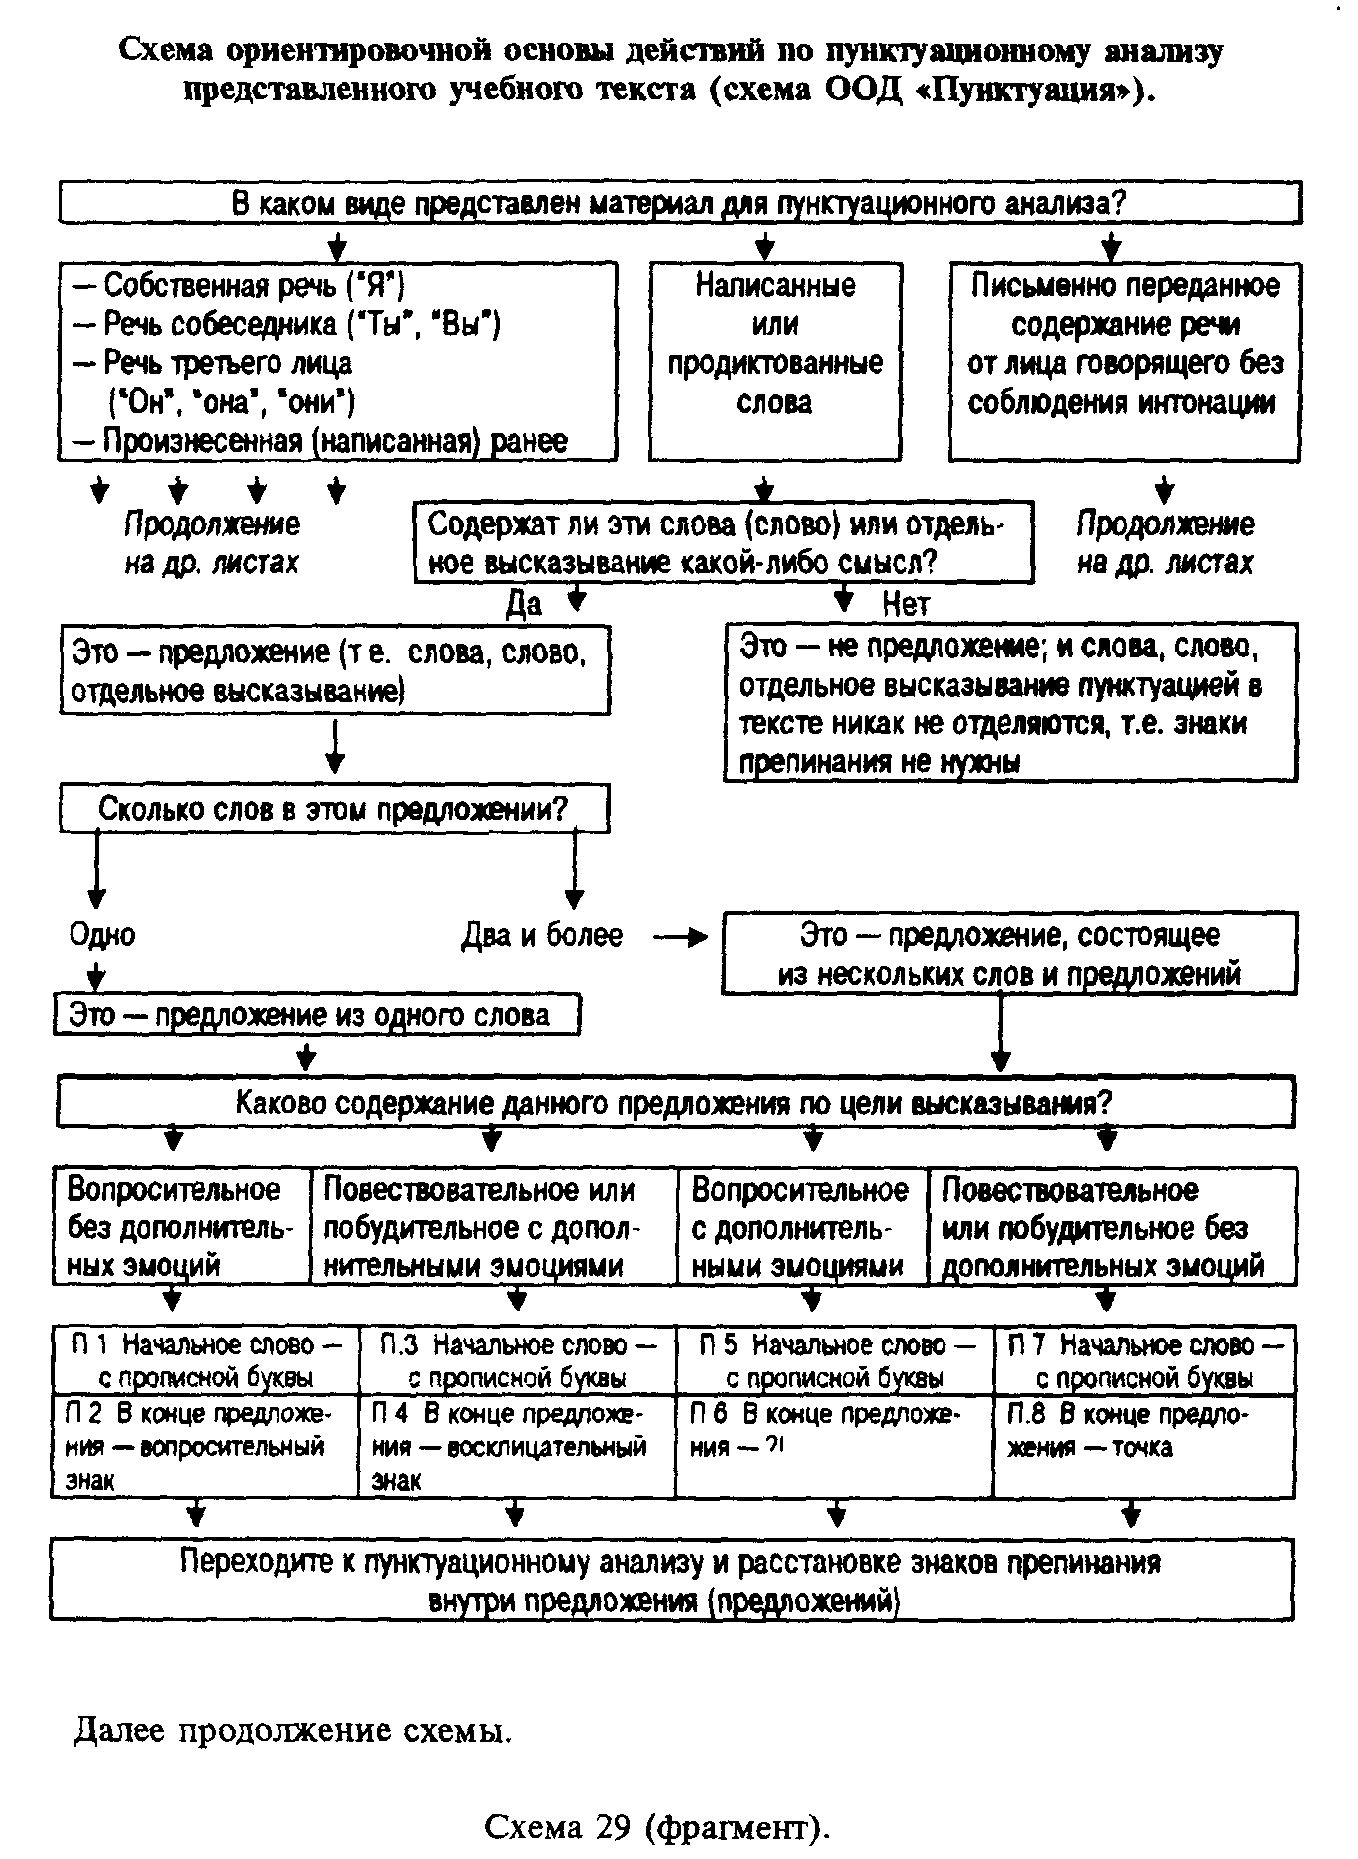 Схема ориентировочной основы действий по пунктуационному анализу
представленного учебного текста (схема ООД «Пунктуация»).
В каком виде представлен материал для пунктуационного анализа?
— Собственная речь ("Я")
— Речь собеседника ("Ты", "Вы")
— Речь третьего лица
("Он", "она", "они")
— Произнесенная (написанная) ранее
Написанные
или
продиктованные
слова
Письменно переданное
содержание речи
от лица говорящего без
соблюдения интонации
Продолжение
на др. листах
Содержат ли эти слова (слово) или отдель-
ное высказывание какой-либо смысл?
Продолжение
на др. листах
Да
Нет
Это — предложение (т е. слова, слово,
отдельное высказывание)
Это — не предложение; и слова, слово,
отдельное высказывание пунктуацией в
тексте никак не отделяются, т.е. знаки
препинания не нужны
Сколько слов в этом предложении?
Одно
Два и более
Это — предложение, состоящее
из нескольких слов и предложений
Это — предложение из одного слова
Каково содержание данного предложения по цели высказывания?
Вопросительное
без дополнитель-
ных эмоций
Повествовательное или
побудительное с допол-
нительными эмоциями
Вопросительное
с дополнитель-
ными эмоциями
Повествовательное
или побудительное без
дополнительных эмоций
П 1 Начальное слово —
с прописной буквы
П.3 Начальное слово —
с прописной буквы
П 5 Начальное слово —
с прописной буквы
П 7 Начальное слово —
с прописной буквы
П 2 В конце предложе-
ния — вопросительный
знак
П 4 В конце предложе-
ния — восклицательный
знак
П 6 В конце предложе-
ния — ?!
П.8 В конце предло-
жения — точка
Переходите к пунктуационному анализу и расстановке знаков препинания
внутри предложения (предложений)
Далее продолжение схемы.
Схема 29 (фрагмент).